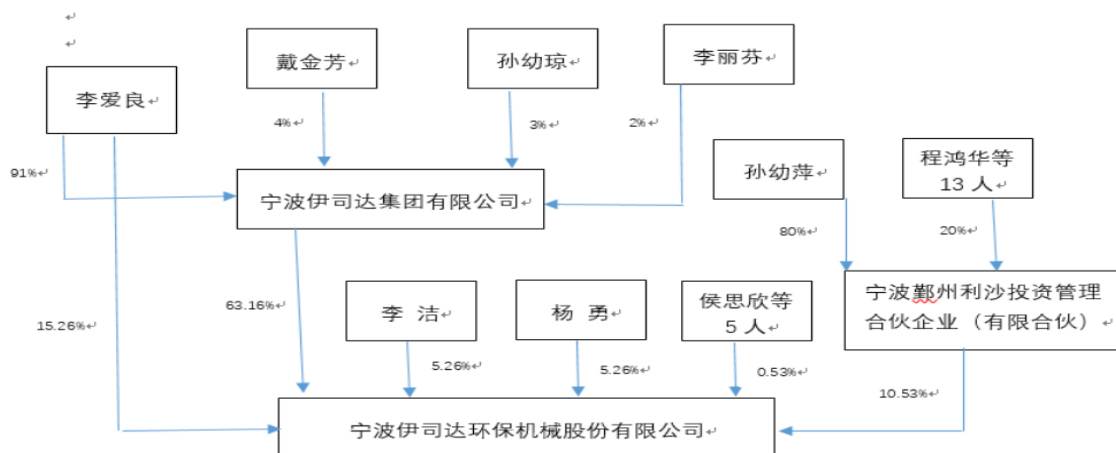 戴金芳
孙幼琼
李丽芬
李爱良
4%
3%
2%
91%
孙幼萍
程鸿华等
13 人
宁波伊司达集团有限公司
80%
20%
63.16%
15.26%
李 洁
杨 勇
侯思欣等
5 人
宁波鄞州利沙投资管理
合伙企业（有限合伙）
5.26%
5.26%
0.53%
10.53%
宁波伊司达环保机械股份有限公司